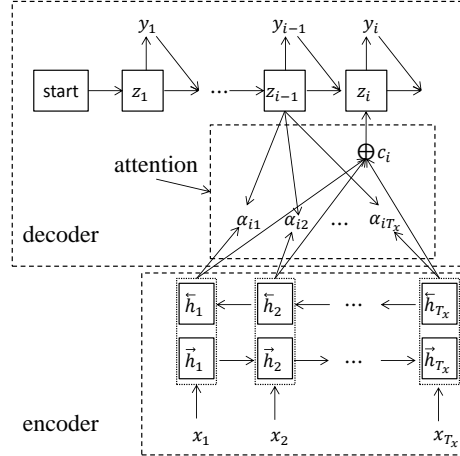 y₁ yᵢ₋₁ yᵢ
start z₁ ... zᵢ₋₁ zᵢ
attention cᵢ
αᵢ₁ αᵢ₂ ... αᵢTₓ
decoder
h⃖₁ h⃖₂ ... h⃖Tₓ
h⃗₁ h⃗₂ ... h⃗Tₓ
encoder
x₁ x₂ xTₓ